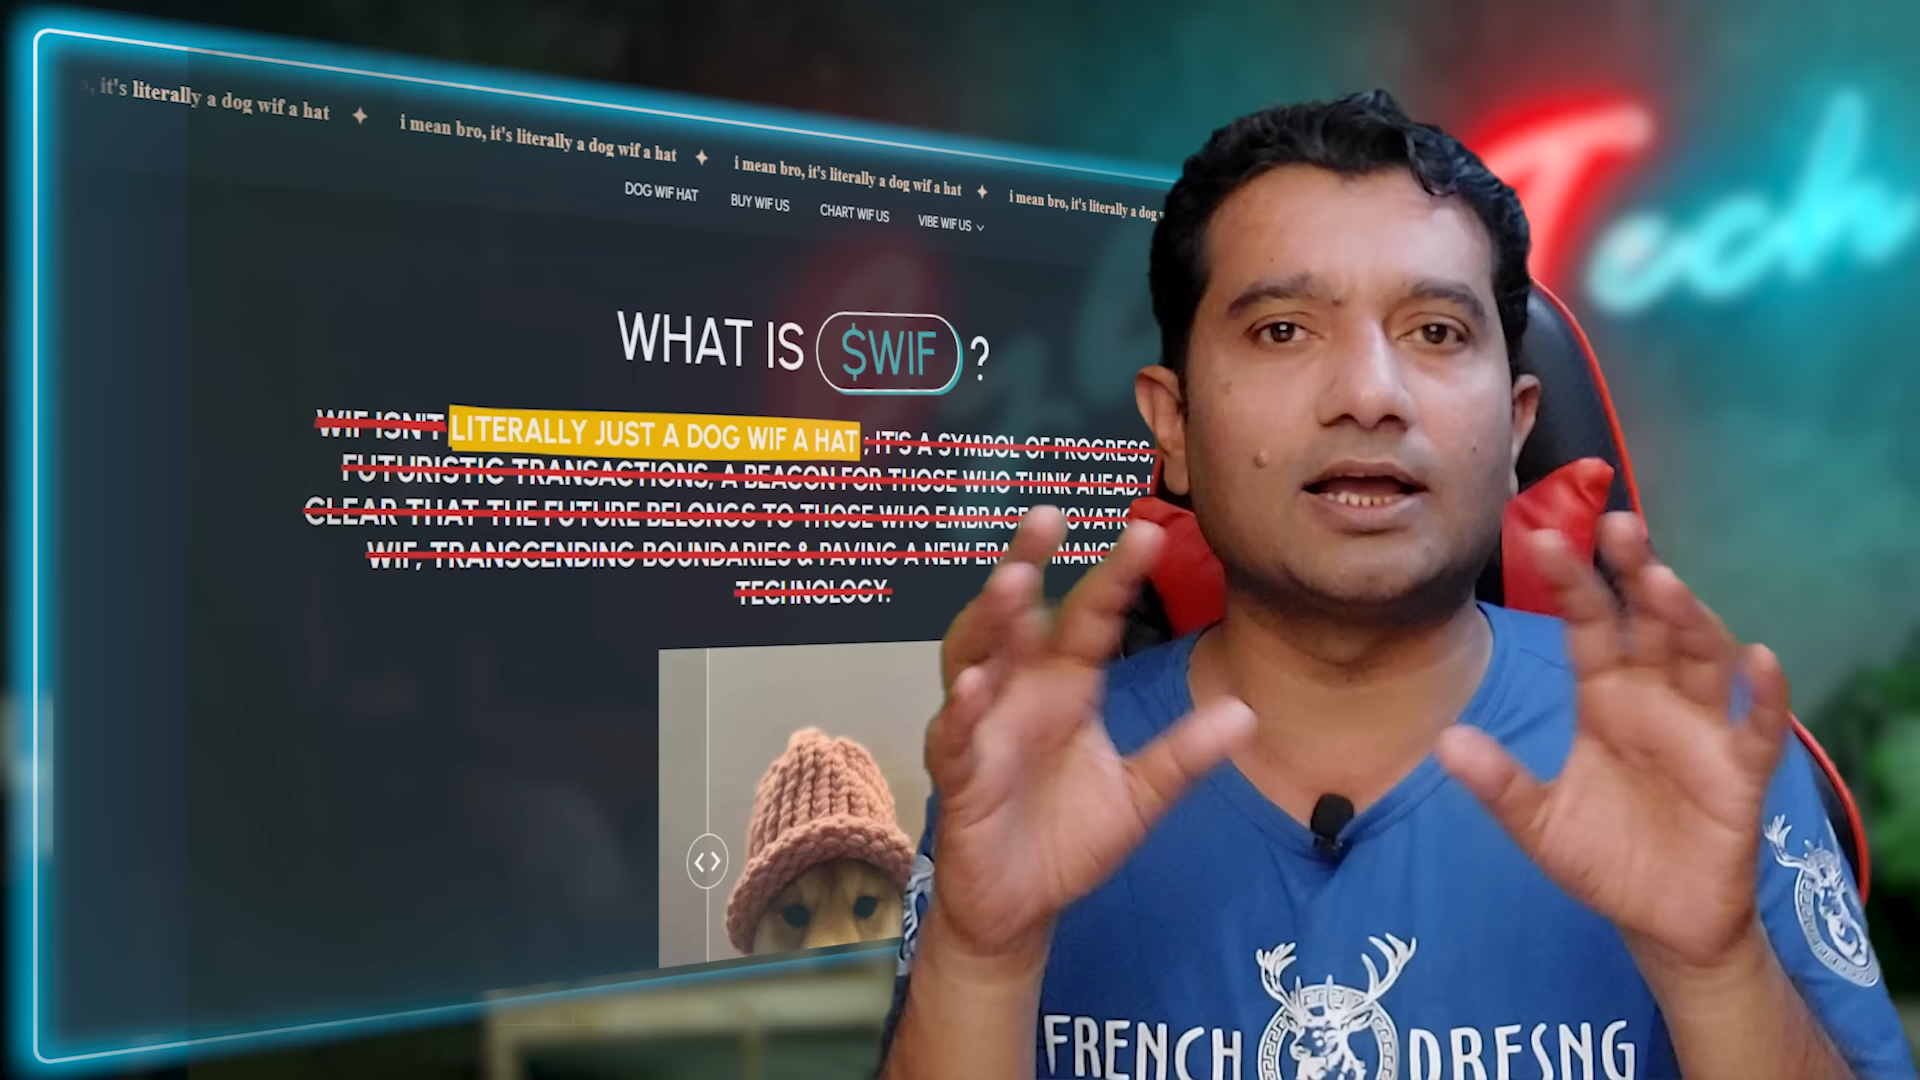 , it's literally a dog wif a hat ✦ i mean bro, it's literally a dog wif a hat ✦ i mean bro, it's literally a dog wif a hat ✦ i mean bro, it's literally a dog
DOG WIF HAT BUY WIF US CHART WIF US VIBE WIF US
WHAT IS $WIF ?
WIF ISN'T LITERALLY JUST A DOG WIF A HAT ; IT'S A SYMBOL OF PROGRESS,
FUTURISTIC TRANSACTIONS, A BEACON FOR THOSE WHO THINK AHEAD.
CLEAR THAT THE FUTURE BELONGS TO THOSE WHO EMBRACE
WIF, TRANSCENDING BOUNDARIES & PAVING A NEW ERA
TECHNOLOGY.
Tech
FRENCH DRESNG